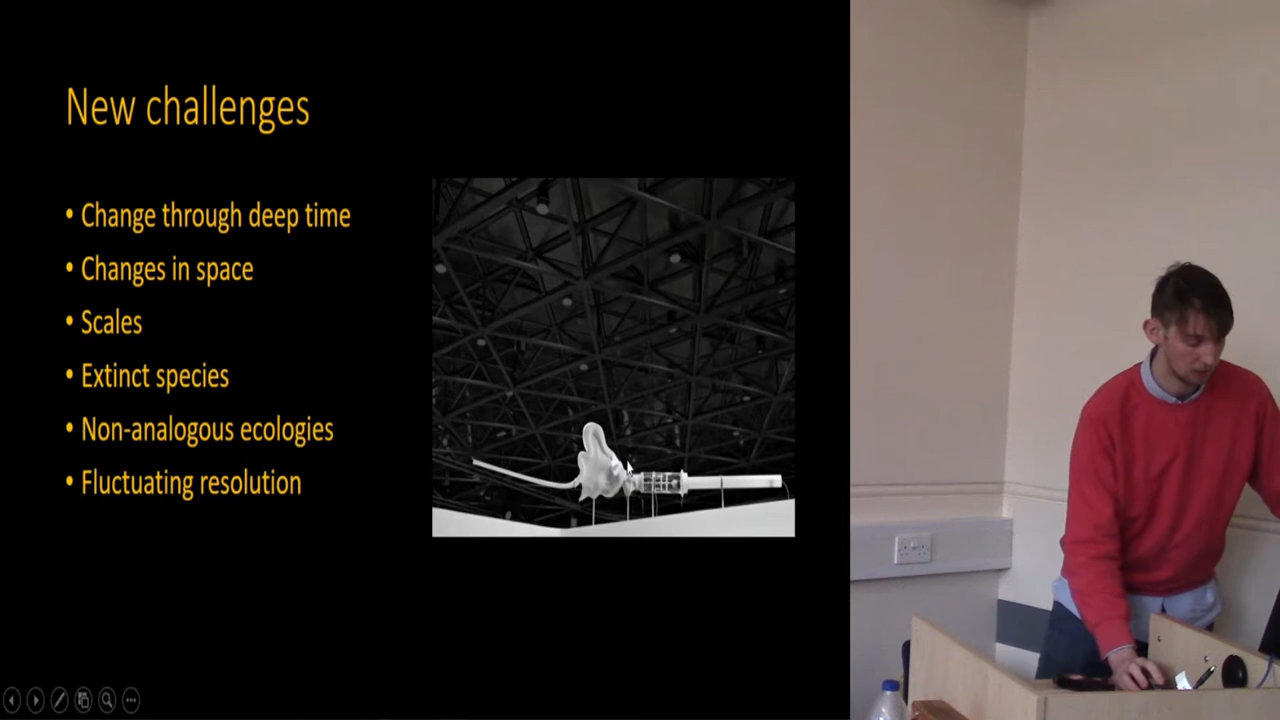 New challenges
• Change through deep time
• Changes in space
• Scales
• Extinct species
• Non-analogous ecologies
• Fluctuating resolution